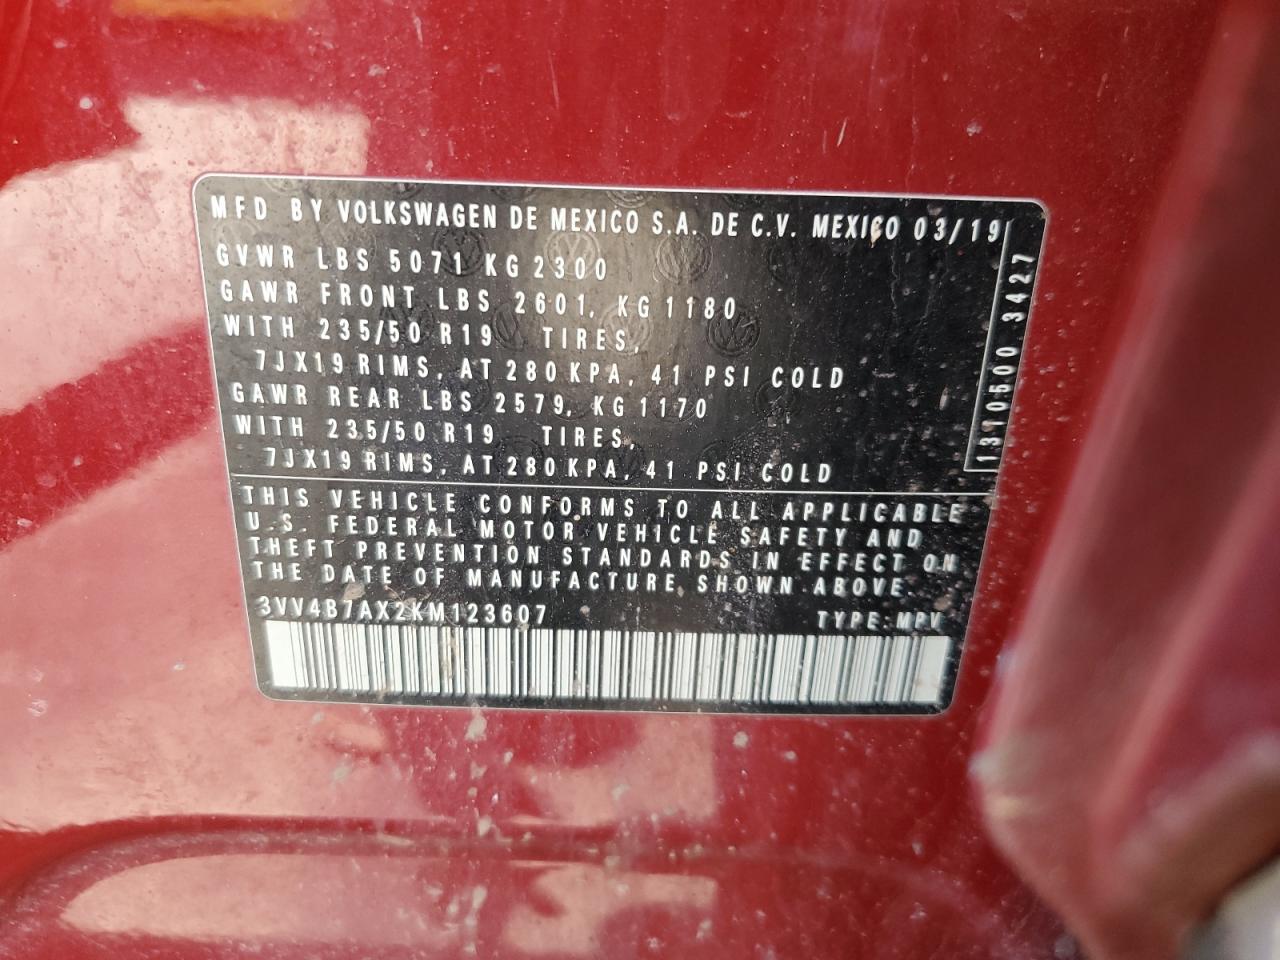 MFD BY VOLKSWAGEN DE MEXICO S.A. DE C.V. MEXICO 03/19
GVWR LBS 5071 KG 2300
GAWR FRONT LBS 2601, KG 1180
WITH 235/50 R19 TIRES,
7JX19 RIMS, AT 280 KPA, 41 PSI COLD
GAWR REAR LBS 2579, KG 1170
WITH 235/50 R19 TIRES,
7JX19 RIMS, AT 280 KPA, 41 PSI COLD
1310500 3427
THIS VEHICLE CONFORMS TO ALL APPLICABLE
U.S. FEDERAL MOTOR VEHICLE SAFETY AND
THEFT PREVENTION STANDARDS IN EFFECT ON
THE DATE OF MANUFACTURE SHOWN ABOVE.
3VV4B7AX2KM123607 TYPE: MPV